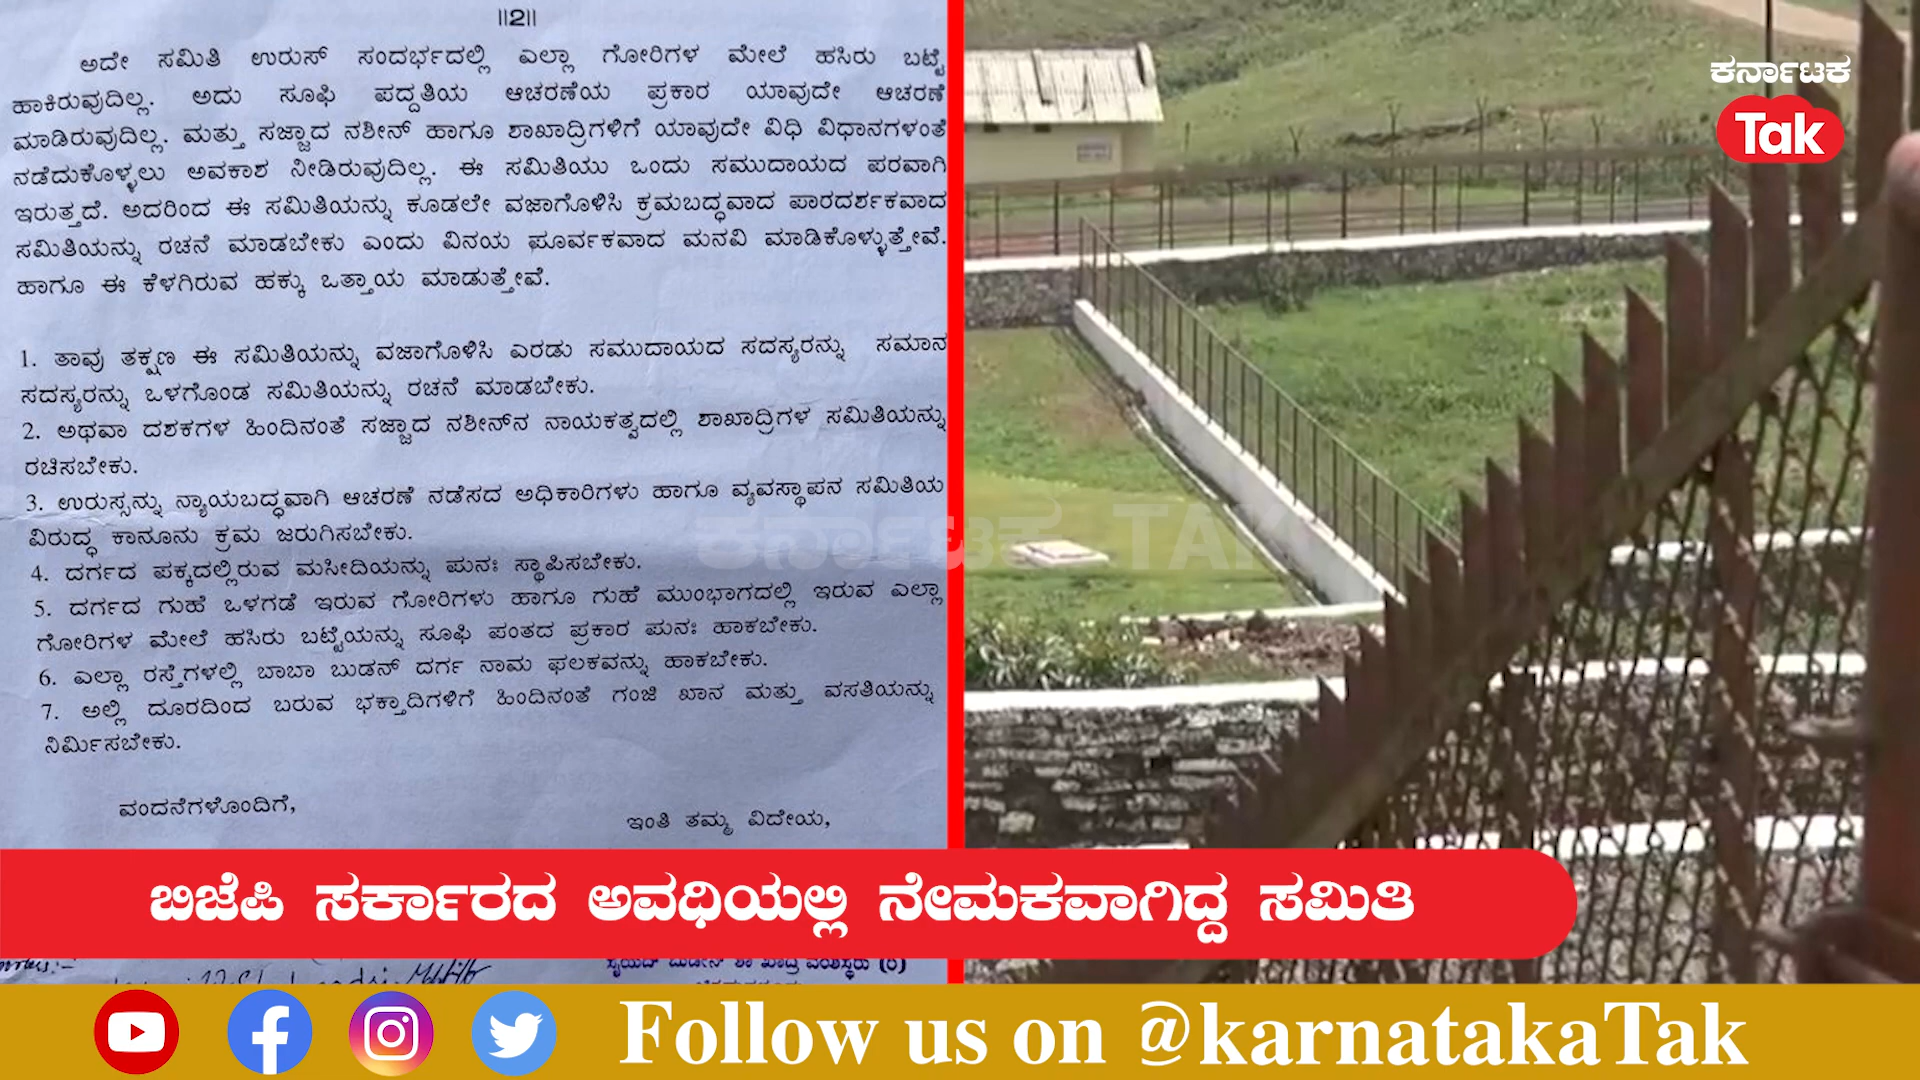 ||2||
ಅದೇ ಸಮಿತಿ ಉರುಸ್ ಸಂದರ್ಭದಲ್ಲಿ ಎಲ್ಲಾ ಗೋರಿಗಳ ಮೇಲೆ ಹಸಿರು ಬಟ್ಟೆ
ಹಾಕಿರುವುದಿಲ್ಲ. ಅದು ಸೂಫಿ ಪದ್ದತಿಯ ಆಚರಣೆಯ ಪ್ರಕಾರ ಯಾವುದೇ ಆಚರಣೆ
ಮಾಡಿರುವುದಿಲ್ಲ. ಮತ್ತು ಸಜ್ಜಾದ ನಶೀನ್ ಹಾಗೂ ಶಾಖಾದ್ರಿಗಳಿಗೆ ಯಾವುದೇ ವಿಧಿ ವಿಧಾನಗಳಂತೆ
ನಡೆದುಕೊಳ್ಳಲು ಅವಕಾಶ ನೀಡಿರುವುದಿಲ್ಲ. ಈ ಸಮಿತಿಯು ಒಂದು ಸಮುದಾಯದ ಪರವಾಗಿ
ಇರುತ್ತದೆ. ಅದರಿಂದ ಈ ಸಮಿತಿಯನ್ನು ಕೂಡಲೇ ವಜಾಗೊಳಿಸಿ ಕ್ರಮಬದ್ಧವಾದ ಪಾರದರ್ಶಕವಾದ
ಸಮಿತಿಯನ್ನು ರಚನೆ ಮಾಡಬೇಕು ಎಂದು ವಿನಯ ಪೂರ್ವಕವಾದ ಮನವಿ ಮಾಡಿಕೊಳ್ಳುತ್ತೇವೆ.
ಹಾಗೂ ಈ ಕೆಳಗಿರುವ ಹಕ್ಕು ಒತ್ತಾಯ ಮಾಡುತ್ತೇವೆ.
1. ತಾವು ತಕ್ಷಣ ಈ ಸಮಿತಿಯನ್ನು ವಜಾಗೊಳಿಸಿ ಎರಡು ಸಮುದಾಯದ ಸದಸ್ಯರನ್ನು ಸಮಾನ
ಸದಸ್ಯರನ್ನು ಒಳಗೊಂಡ ಸಮಿತಿಯನ್ನು ರಚನೆ ಮಾಡಬೇಕು.
2. ಅಥವಾ ದಶಕಗಳ ಹಿಂದಿನಂತೆ ಸಜ್ಜಾದ ನಶೀನ್‌ನ ನಾಯಕತ್ವದಲ್ಲಿ ಶಾಖಾದ್ರಿಗಳ ಸಮಿತಿಯನ್ನು
ರಚಿಸಬೇಕು.
3. ಉರುಸ್ಸನ್ನು ನ್ಯಾಯಬದ್ಧವಾಗಿ ಆಚರಣೆ ನಡೆಸದ ಅಧಿಕಾರಿಗಳು ಹಾಗೂ ವ್ಯವಸ್ಥಾಪನ ಸಮಿತಿಯ
ವಿರುದ್ಧ ಕಾನೂನು ಕ್ರಮ ಜರುಗಿಸಬೇಕು.
4. ದರ್ಗದ ಪಕ್ಕದಲ್ಲಿರುವ ಮಸೀದಿಯನ್ನು ಪುನಃ ಸ್ಥಾಪಿಸಬೇಕು.
5. ದರ್ಗದ ಗುಹೆ ಒಳಗಡೆ ಇರುವ ಗೋರಿಗಳು ಹಾಗೂ ಗುಹೆ ಮುಂಭಾಗದಲ್ಲಿ ಇರುವ ಎಲ್ಲಾ
ಗೋರಿಗಳ ಮೇಲೆ ಹಸಿರು ಬಟ್ಟೆಯನ್ನು ಸೂಫಿ ಪಂತದ ಪ್ರಕಾರ ಪುನಃ ಹಾಕಬೇಕು.
6. ಎಲ್ಲಾ ರಸ್ತೆಗಳಲ್ಲಿ ಬಾಬಾ ಬುಡನ್ ದರ್ಗ ನಾಮ ಫಲಕವನ್ನು ಹಾಕಬೇಕು.
7. ಅಲ್ಲಿ ದೂರದಿಂದ ಬರುವ ಭಕ್ತಾದಿಗಳಿಗೆ ಹಿಂದಿನಂತೆ ಗಂಜಿ ಖಾನ ಮತ್ತು ವಸತಿಯನ್ನು
ನಿರ್ಮಿಸಬೇಕು.
ವಂದನೆಗಳೊಂದಿಗೆ,
ಇಂತಿ ತಮ್ಮ ವಿದೇಯ,
ಕರ್ನಾಟಕ
Tak
ಕರ್ನಾಟಕ TAK
ಬಿಜೆಪಿ ಸರ್ಕಾರದ ಅವಧಿಯಲ್ಲಿ ನೇಮಕವಾಗಿದ್ದ ಸಮಿತಿ
Follow us on @karnatakaTak